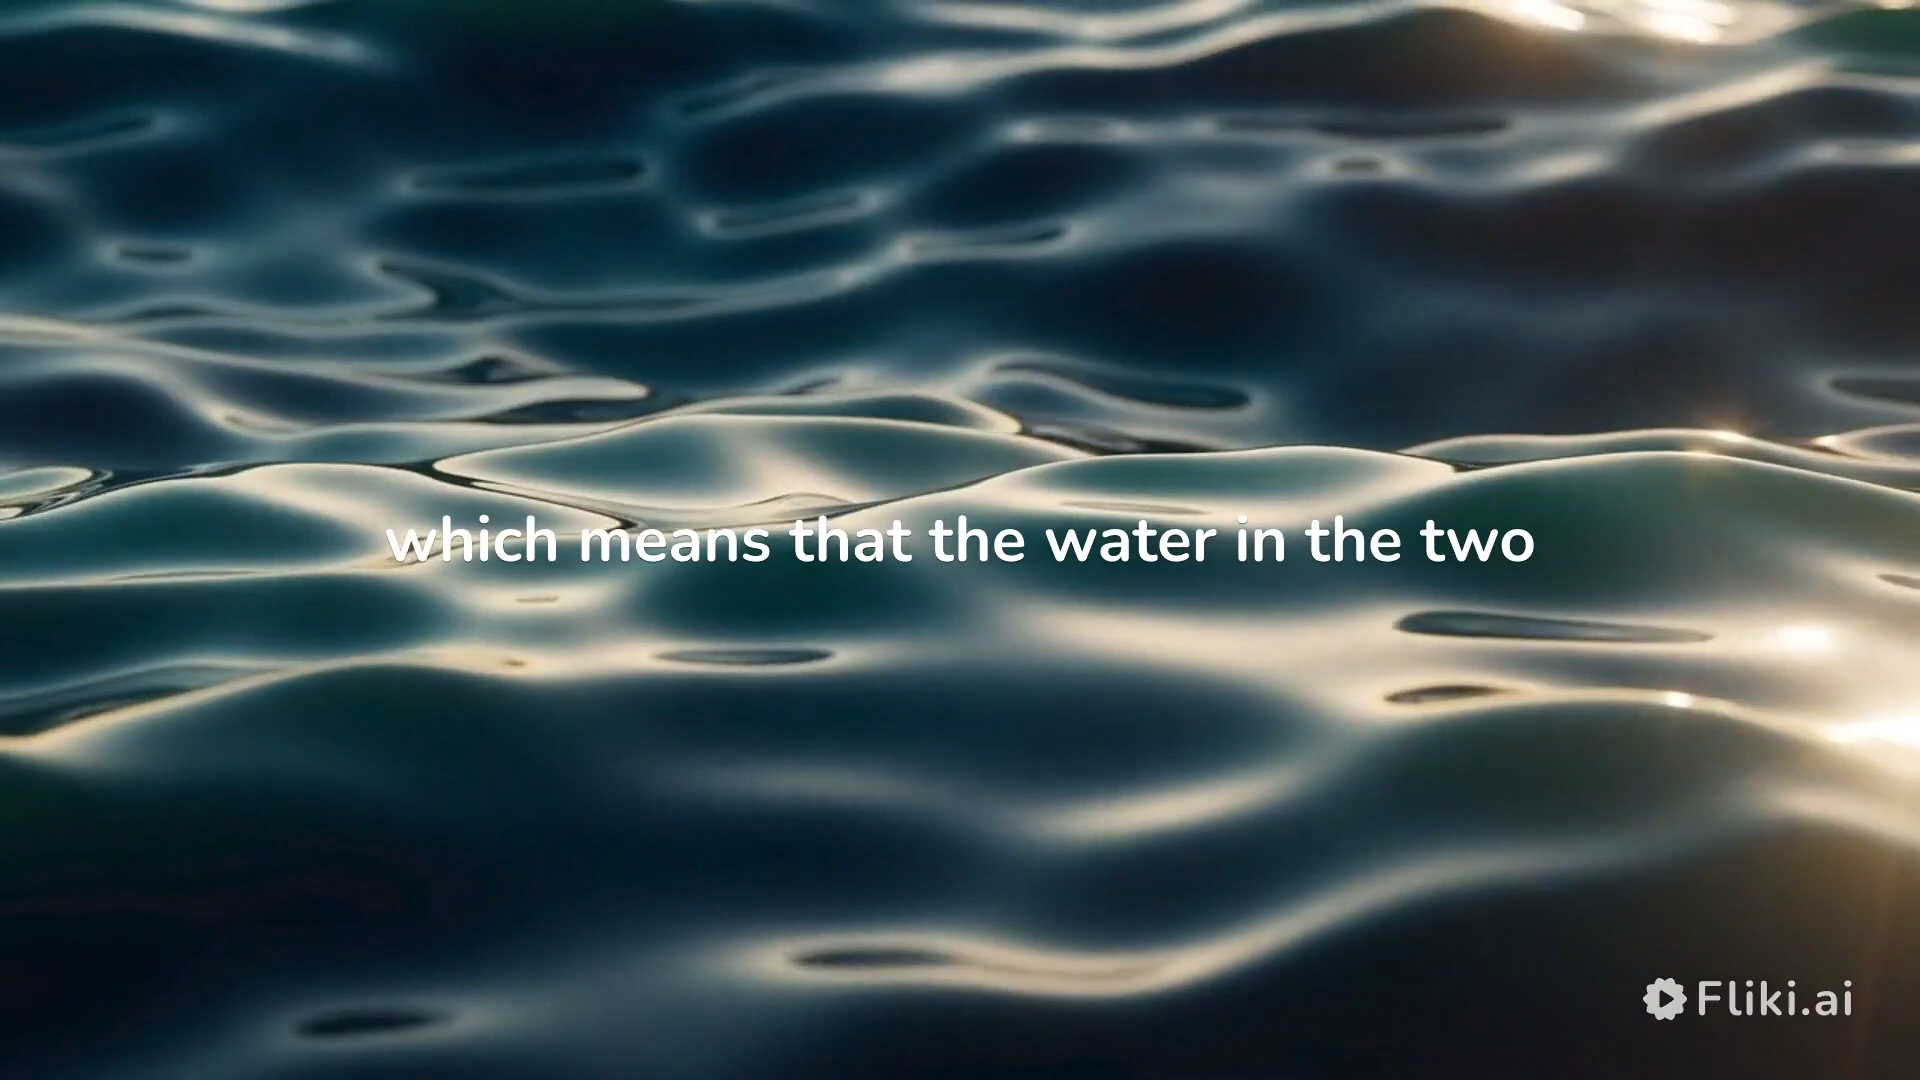 which means that the water in the two
Fliki.ai